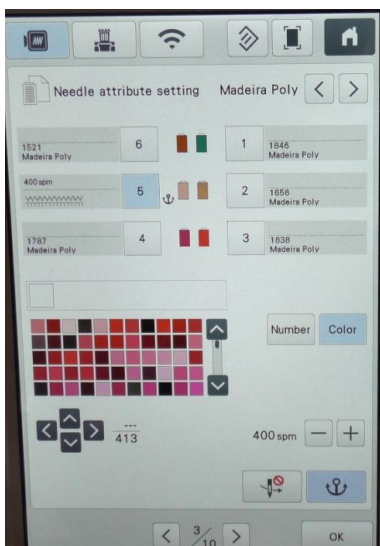 Needle attribute setting
Madeira Poly
1521
Madeira Poly
6
1
1846
Madeira Poly
400 spm
5
2
1656
Madeira Poly
1787
Madeira Poly
4
3
1838
Madeira Poly
Number
Color
---
413
400 spm
3/10
OK